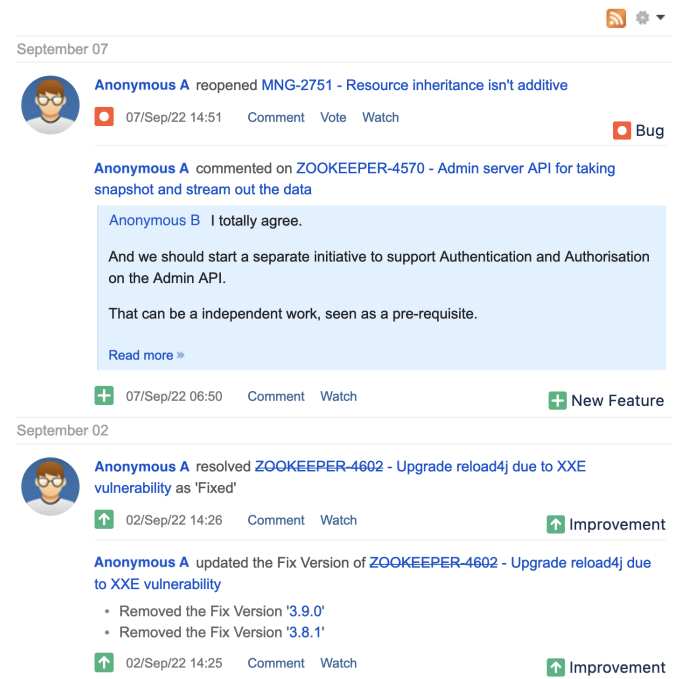 September 07
Anonymous A reopened MNG-2751 - Resource inheritance isn't additive
07/Sep/22 14:51 Comment Vote Watch
Bug
Anonymous A commented on ZOOKEEPER-4570 - Admin server API for taking
snapshot and stream out the data
Anonymous B I totally agree.
And we should start a separate initiative to support Authentication and Authorisation
on the Admin API.
That can be a independent work, seen as a pre-requisite.
Read more »
07/Sep/22 06:50 Comment Watch
New Feature
September 02
Anonymous A resolved ZOOKEEPER-4602 - Upgrade reload4j due to XXE
vulnerability as 'Fixed'
02/Sep/22 14:26 Comment Watch
Improvement
Anonymous A updated the Fix Version of ZOOKEEPER-4602 - Upgrade reload4j due
to XXE vulnerability
• Removed the Fix Version '3.9.0'
• Removed the Fix Version '3.8.1'
02/Sep/22 14:25 Comment Watch
Improvement